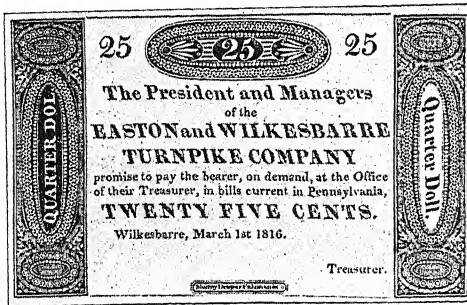 25 25 25
The President and Managers
of the
EASTON and WILKESBARRE
TURNPIKE COMPANY
promise to pay the bearer, on demand, at the Office
of their Treasurer, in bills current in Pennsylvania,
TWENTY FIVE CENTS.
Wilkesbarre, March 1st 1816.
Treasurer.
QUARTER DOL.
Quarter Doll.